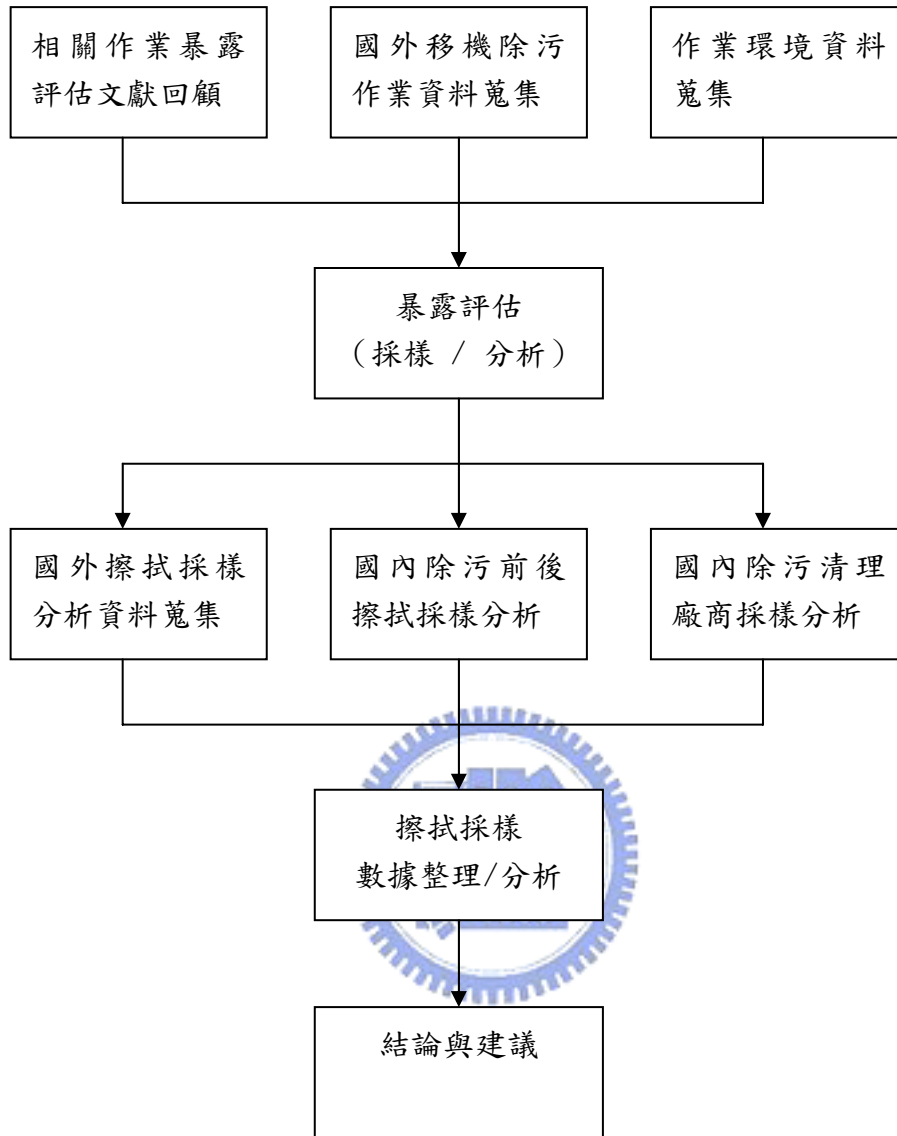 相關作業暴露
評估文獻回顧
國外移機除污
作業資料蒐集
作業環境資料
蒐集
暴露評估
（採樣 / 分析）
國外擦拭採樣
分析資料蒐集
國內除污前後
擦拭採樣分析
國內除污清理
廠商採樣分析
擦拭採樣
數據整理/分析
結論與建議